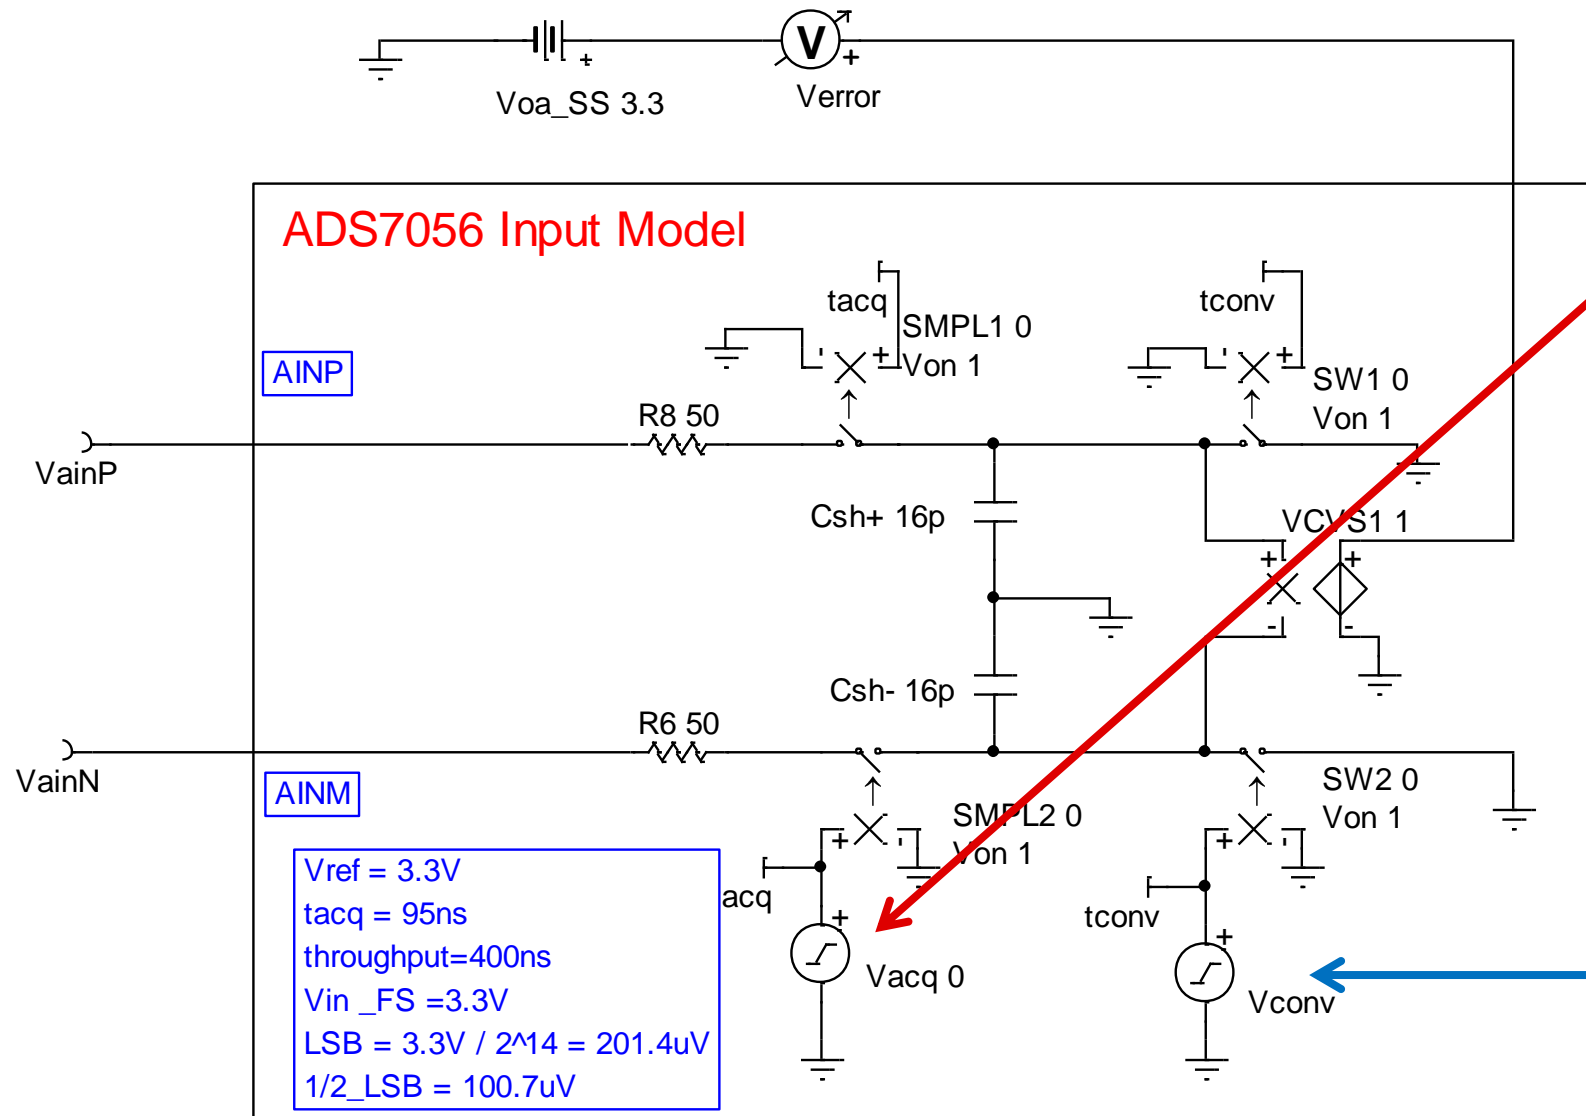 V
Voa_SS 3.3
Verror
ADS7056 Input Model
tacq
tconv
SMPL1 0
Von 1
AINP
SW1 0
Von 1
R8 50
VainP
Csh+ 16p
VCVS1 1
Csh- 16p
R6 50
VainN
AINM
SMPL2 0
Von 1
SW2 0
Von 1
acq
tconv
Vacq 0
Vconv
Vref = 3.3V
tacq = 95ns
throughput=400ns
Vin _FS =3.3V
LSB = 3.3V / 2^14 = 201.4uV
1/2_LSB = 100.7uV